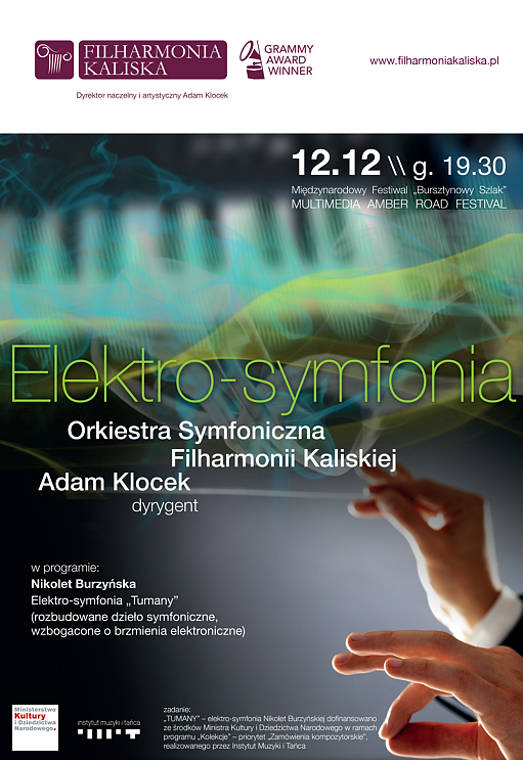 FILHARMONIA
KALISKA
GRAMMY
AWARD
WINNER
www.filharmoniakaliska.pl
Dyrektor naczelny i artystyczny Adam Klocek
12.12 \\ g. 19.30
Międzynarodowy Festiwal „Bursztynowy Szlak”
MULTIMEDIA AMBER ROAD FESTIVAL
Elektro-symfonia
Orkiestra Symfoniczna
Filharmonii Kaliskiej
Adam Klocek
dyrygent
w programie:
Nikolet Burzyńska
Elektro-symfonia „Tumany”
(rozbudowane dzieło symfoniczne,
wzbogacone o brzmienia elektroniczne)
Ministerstwo
Kultury
i Dziedzictwa
Narodowego.
instytut muzyki i tańca
zadanie:
„TUMANY” – elektro-symfonia Nikolet Burzyńskiej dofinansowano
ze środków Ministra Kultury i Dziedzictwa Narodowego w ramach
programu „Kolekcje” – priorytet „Zamówienia kompozytorskie”,
realizowanego przez Instytut Muzyki i Tańca